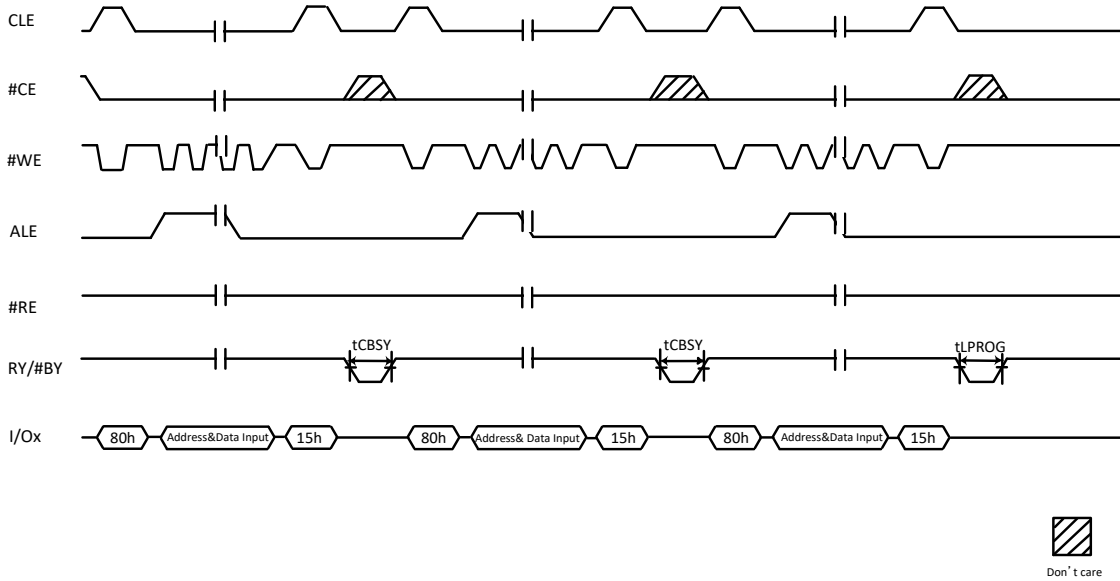 CLE
#CE
#WE
ALE
#RE
RY/#BY tCBSY tCBSY tLPROG
I/Ox 80h Address&Data Input 15h 80h Address& Data Input 15h 80h Address&Data Input 15h
Don’t care